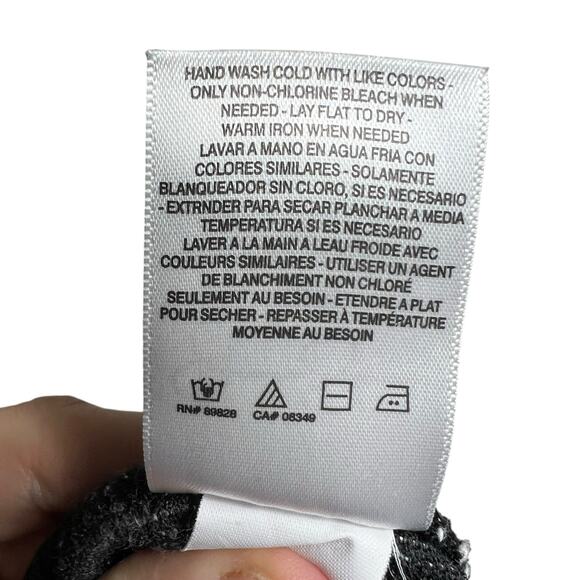 HAND WASH COLD WITH LIKE COLORS -
ONLY NON-CHLORINE BLEACH WHEN
NEEDED - LAY FLAT TO DRY -
WARM IRON WHEN NEEDED
LAVAR A MANO EN AGUA FRIA CON
COLORES SIMILARES - SOLAMENTE
BLANQUEADOR SIN CLORO, SI ES NECESARIO
- EXTRNDER PARA SECAR PLANCHAR A MEDIA
TEMPERATURA SI ES NECESARIO
LAVER A LA MAIN A LEAU FROIDE AVEC
COULEURS SIMILAIRES - UTILISER UN AGENT
DE BLANCHIMENT NON CHLORÉ
SEULEMENT AU BESOIN - ETENDRE A PLAT
POUR SECHER - REPASSER À TEMPÉRATURE
MOYENNE AU BESOIN
RN# 89828 CA# 08349